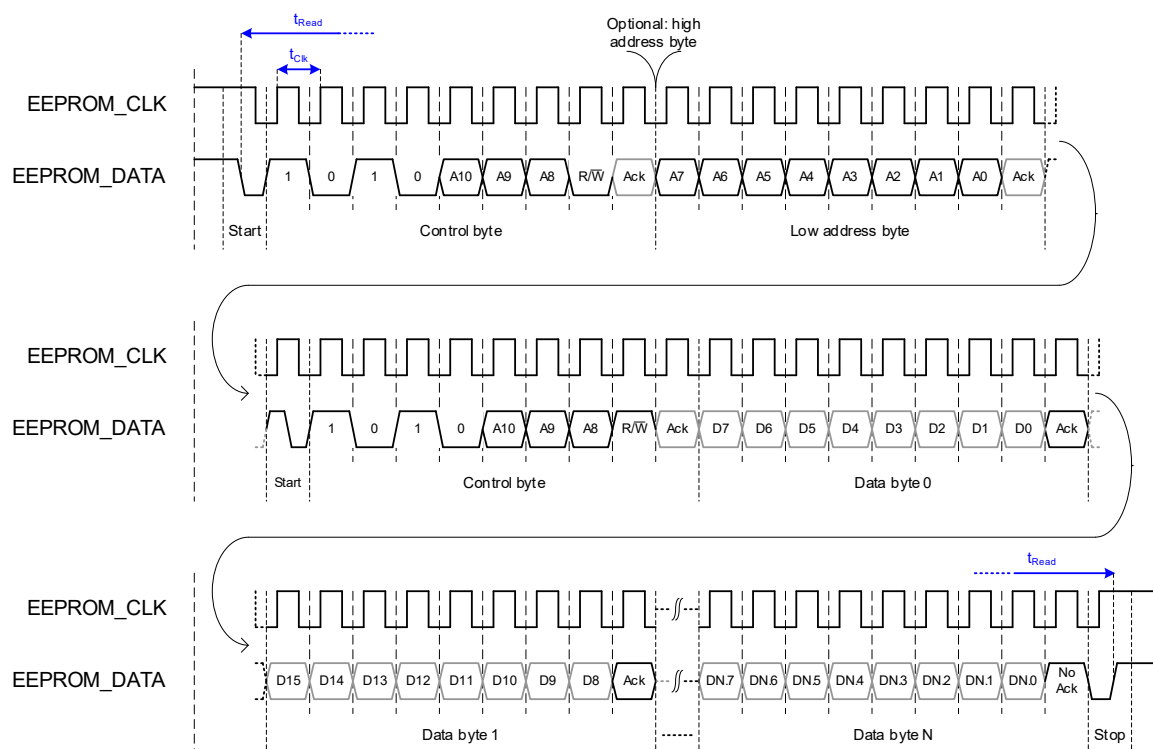 tRead
tClk
Optional: high
address byte
EEPROM_CLK
EEPROM_DATA
1 0 1 0 A10 A9 A8 R/W̅ Ack A7 A6 A5 A4 A3 A2 A1 A0 Ack
Start Control byte Low address byte
EEPROM_CLK
EEPROM_DATA
1 0 1 0 A10 A9 A8 R/W̅ Ack D7 D6 D5 D4 D3 D2 D1 D0 Ack
Start Control byte Data byte 0
tRead
EEPROM_CLK
EEPROM_DATA
D15 D14 D13 D12 D11 D10 D9 D8 Ack DN.7 DN.6 DN.5 DN.4 DN.3 DN.2 DN.1 DN.0 No
Ack
Data byte 1 Data byte N Stop